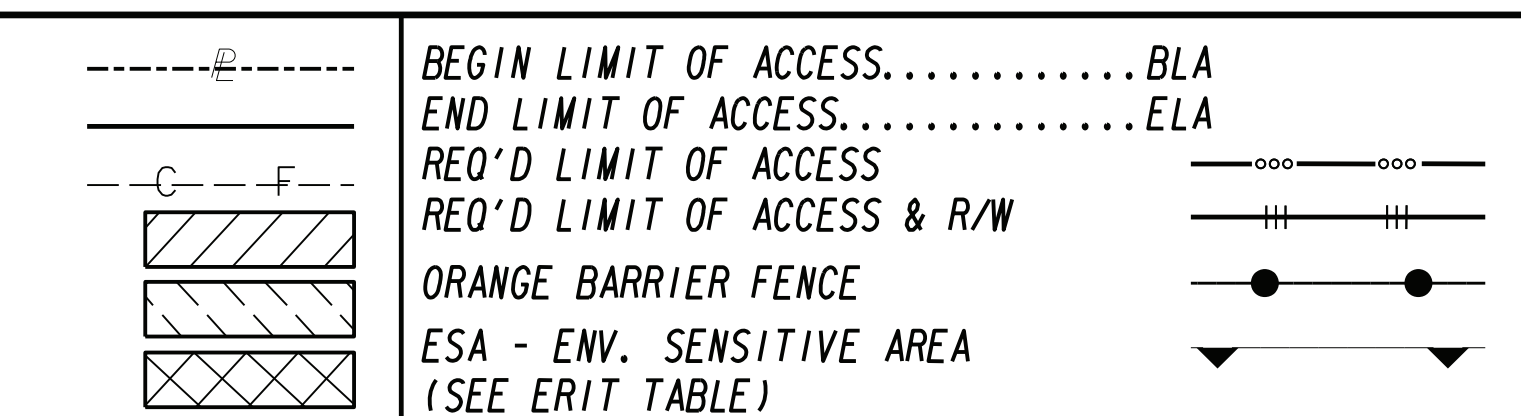 PL
BEGIN LIMIT OF ACCESS............BLA
END LIMIT OF ACCESS..............ELA
C F
REQ'D LIMIT OF ACCESS
REQ'D LIMIT OF ACCESS & R/W
ORANGE BARRIER FENCE
ESA - ENV. SENSITIVE AREA
(SEE ERIT TABLE)